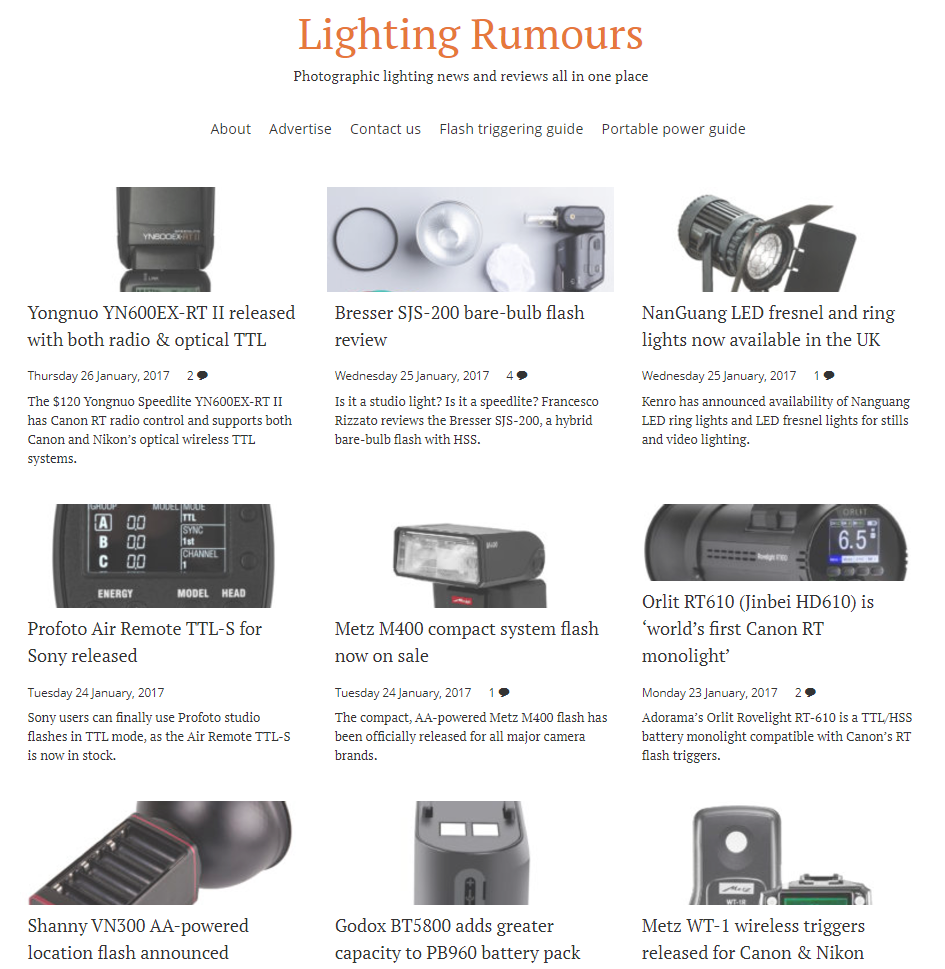 Lighting Rumours
Photographic lighting news and reviews all in one place
About Advertise Contact us Flash triggering guide Portable power guide
YN600EX-RT II
Yongnuo YN600EX-RT II released
with both radio & optical TTL
Thursday 26 January, 2017 2
The $120 Yongnuo Speedlite YN600EX-RT II
has Canon RT radio control and supports both
Canon and Nikon’s optical wireless TTL
systems.
Bresser SJS-200 bare-bulb flash
review
Wednesday 25 January, 2017 4
Is it a studio light? Is it a speedlite? Francesco
Rizzato reviews the Bresser SJS-200, a hybrid
bare-bulb flash with HSS.
NanGuang LED fresnel and ring
lights now available in the UK
Wednesday 25 January, 2017 1
Kenro has announced availability of Nanguang
LED ring lights and LED fresnel lights for stills
and video lighting.
GROUP MODEL MODE
A 0,0 TTL
SYNC
B 0,0 1st
CHANNEL
C 0,0 1
ENERGY MODEL HEAD
Profoto Air Remote TTL-S for
Sony released
Tuesday 24 January, 2017
Sony users can finally use Profoto studio
flashes in TTL mode, as the Air Remote TTL-S
is now in stock.
Metz
Metz M400 compact system flash
now on sale
Tuesday 24 January, 2017 1
The compact, AA-powered Metz M400 flash has
been officially released for all major camera
brands.
ORLIT
6.5
Orlit RT610 (Jinbei HD610) is
‘world’s first Canon RT
monolight’
Monday 23 January, 2017 2
Adorama’s Orlit Rovelight RT-610 is a TTL/HSS
battery monolight compatible with Canon’s RT
flash triggers.
Shanny VN300 AA-powered
location flash announced
Godox BT5800 adds greater
capacity to PB960 battery pack
Metz
WT-1R
Metz WT-1 wireless triggers
released for Canon & Nikon